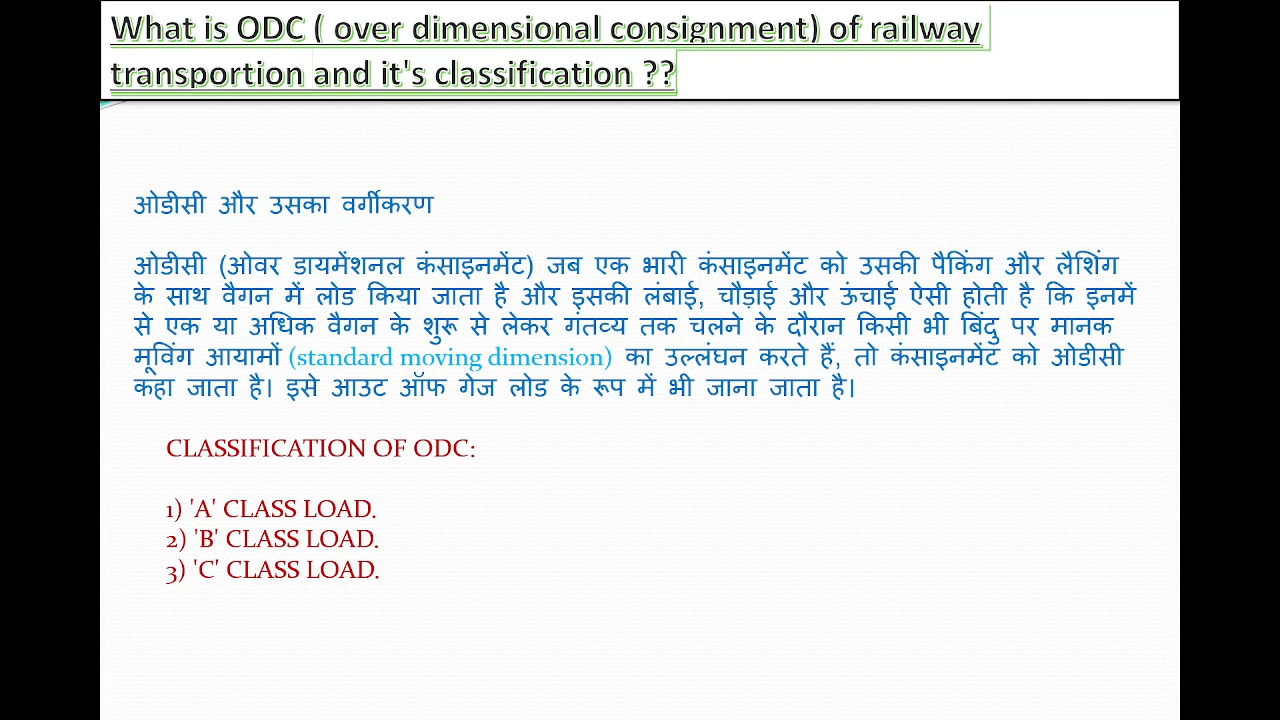 What is ODC ( over dimensional consignment) of railway
transportion and it's classification ??
ओडीसी और उसका वर्गीकरण
ओडीसी (ओवर डायमेंशनल कंसाइनमेंट) जब एक भारी कंसाइनमेंट को उसकी पैकिंग और लैशिंग
के साथ वैगन में लोड किया जाता है और इसकी लंबाई, चौड़ाई और ऊंचाई ऐसी होती है कि इनमें
से एक या अधिक वैगन के शुरू से लेकर गंतव्य तक चलने के दौरान किसी भी बिंदु पर मानक
मूविंग आयामों (standard moving dimension) का उल्लंघन करते हैं, तो कंसाइनमेंट को ओडीसी
कहा जाता है। इसे आउट ऑफ गेज लोड के रूप में भी जाना जाता है।
CLASSIFICATION OF ODC:
1) 'A' CLASS LOAD.
2) 'B' CLASS LOAD.
3) 'C' CLASS LOAD.